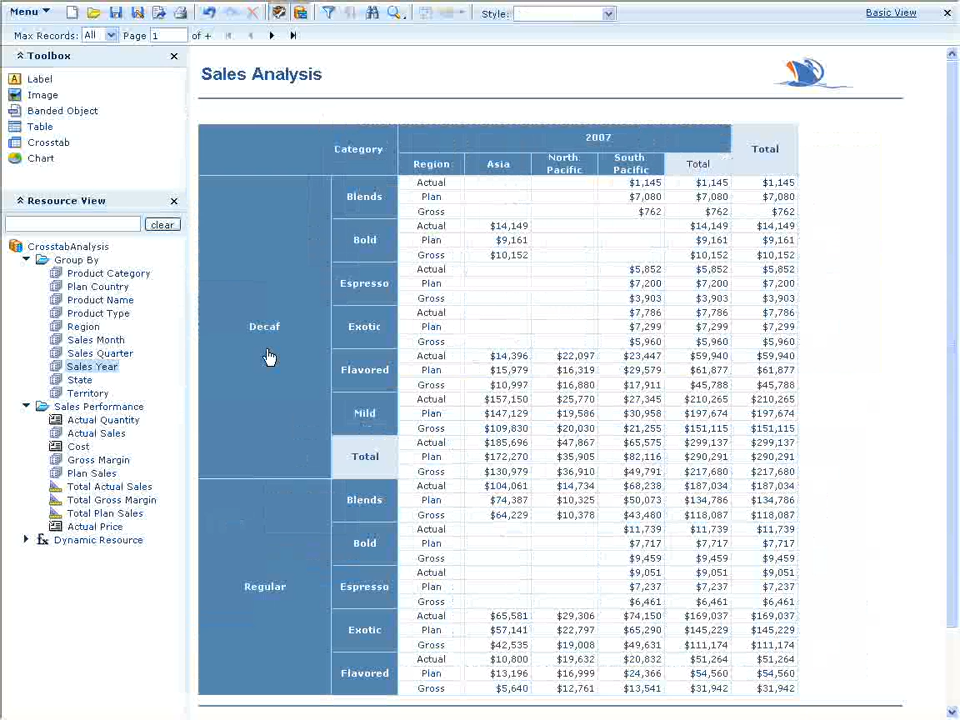 Menu
Style:
Basic View
Max Records: All Page 1 of +
Toolbox
Label
Image
Banded Object
Table
Crosstab
Chart
Resource View
clear
CrosstabAnalysis
Group By
Product Category
Plan Country
Product Name
Product Type
Region
Sales Month
Sales Quarter
Sales Year
State
Territory
Sales Performance
Actual Quantity
Actual Sales
Cost
Gross Margin
Plan Sales
Total Actual Sales
Total Gross Margin
Total Plan Sales
Actual Price
fx Dynamic Resource
Sales Analysis
Category 2007 Total
Region Asia North Pacific South Pacific Total
Decaf
Blends
Actual $1,145 $1,145 $1,145
Plan $7,080 $7,080 $7,080
Gross $762 $762 $762
Bold
Actual $14,149 $14,149 $14,149
Plan $9,161 $9,161 $9,161
Gross $10,152 $10,152 $10,152
Espresso
Actual $5,852 $5,852 $5,852
Plan $7,200 $7,200 $7,200
Gross $3,903 $3,903 $3,903
Exotic
Actual $7,786 $7,786 $7,786
Plan $7,299 $7,299 $7,299
Gross $5,960 $5,960 $5,960
Flavored
Actual $14,396 $22,097 $23,447 $59,940 $59,940
Plan $15,979 $16,319 $29,579 $61,877 $61,877
Gross $10,997 $16,880 $17,911 $45,788 $45,788
Mild
Actual $157,150 $25,770 $27,345 $210,265 $210,265
Plan $147,129 $19,586 $30,958 $197,674 $197,674
Gross $109,830 $20,030 $21,255 $151,115 $151,115
Total
Actual $185,696 $47,867 $65,575 $299,137 $299,137
Plan $172,270 $35,905 $82,116 $290,291 $290,291
Gross $130,979 $36,910 $49,791 $217,680 $217,680
Regular
Blends
Actual $104,061 $14,734 $68,238 $187,034 $187,034
Plan $74,387 $10,325 $50,073 $134,786 $134,786
Gross $64,229 $10,378 $43,480 $118,087 $118,087
Bold
Actual $11,739 $11,739 $11,739
Plan $7,717 $7,717 $7,717
Gross $9,459 $9,459 $9,459
Espresso
Actual $9,051 $9,051 $9,051
Plan $7,237 $7,237 $7,237
Gross $6,461 $6,461 $6,461
Exotic
Actual $65,581 $29,306 $74,150 $169,037 $169,037
Plan $57,141 $22,797 $65,290 $145,229 $145,229
Gross $42,535 $19,008 $49,631 $111,174 $111,174
Flavored
Actual $10,800 $19,632 $20,832 $51,264 $51,264
Plan $13,196 $16,999 $24,366 $54,560 $54,560
Gross $5,640 $12,761 $13,541 $31,942 $31,942